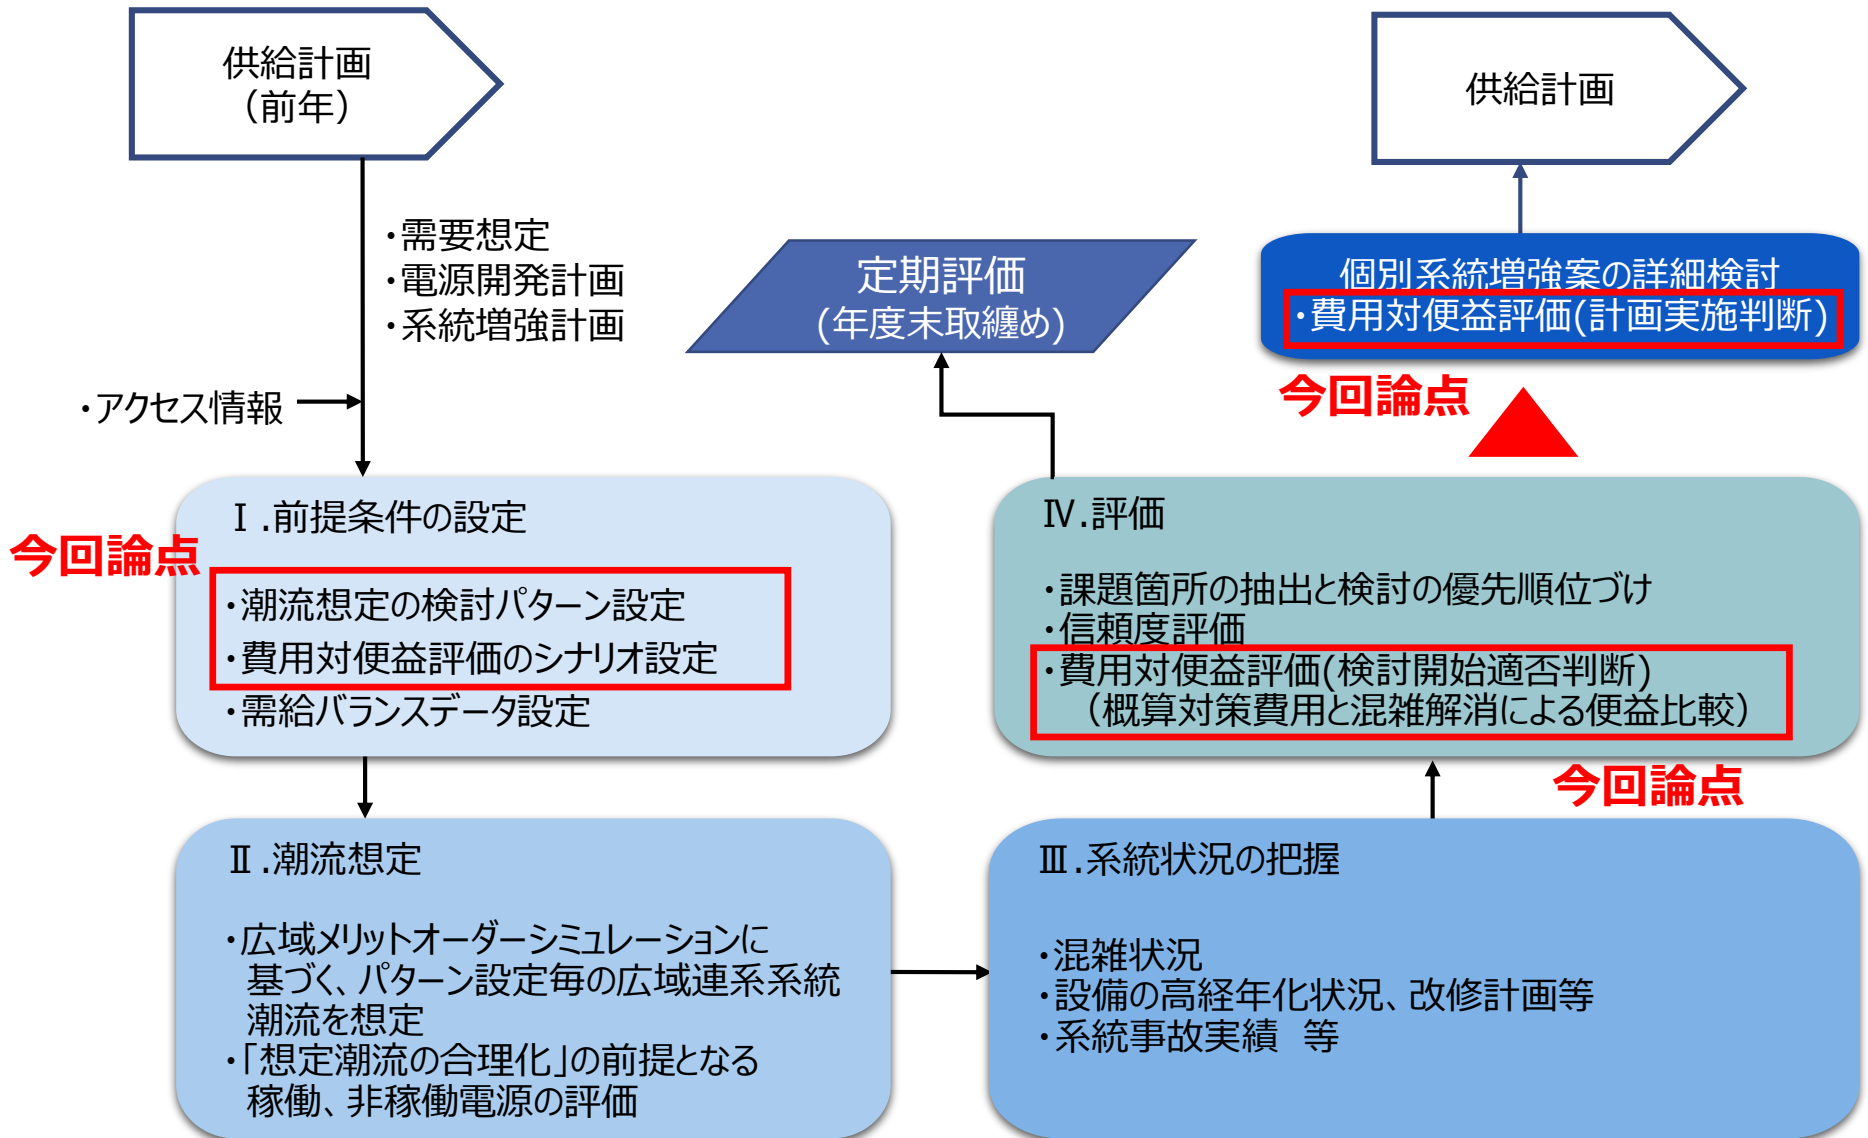 供給計画
（前年）
・需要想定
・電源開発計画
・系統増強計画
・アクセス情報
今回論点
Ⅰ.前提条件の設定
・潮流想定の検討パターン設定
・費用対便益評価のシナリオ設定
・需給バランスデータ設定
Ⅱ.潮流想定
・広域メリットオーダーシミュレーションに
基づく、パターン設定毎の広域連系系統
潮流を想定
・「想定潮流の合理化」の前提となる
稼働、非稼働電源の評価
Ⅲ.系統状況の把握
・混雑状況
・設備の高経年化状況、改修計画等
・系統事故実績　等
Ⅳ.評価
・課題箇所の抽出と検討の優先順位づけ
・信頼度評価
・費用対便益評価(検討開始適否判断)
（概算対策費用と混雑解消による便益比較）
今回論点
定期評価
(年度末取纏め)
今回論点
個別系統増強案の詳細検討
・費用対便益評価(計画実施判断)
供給計画